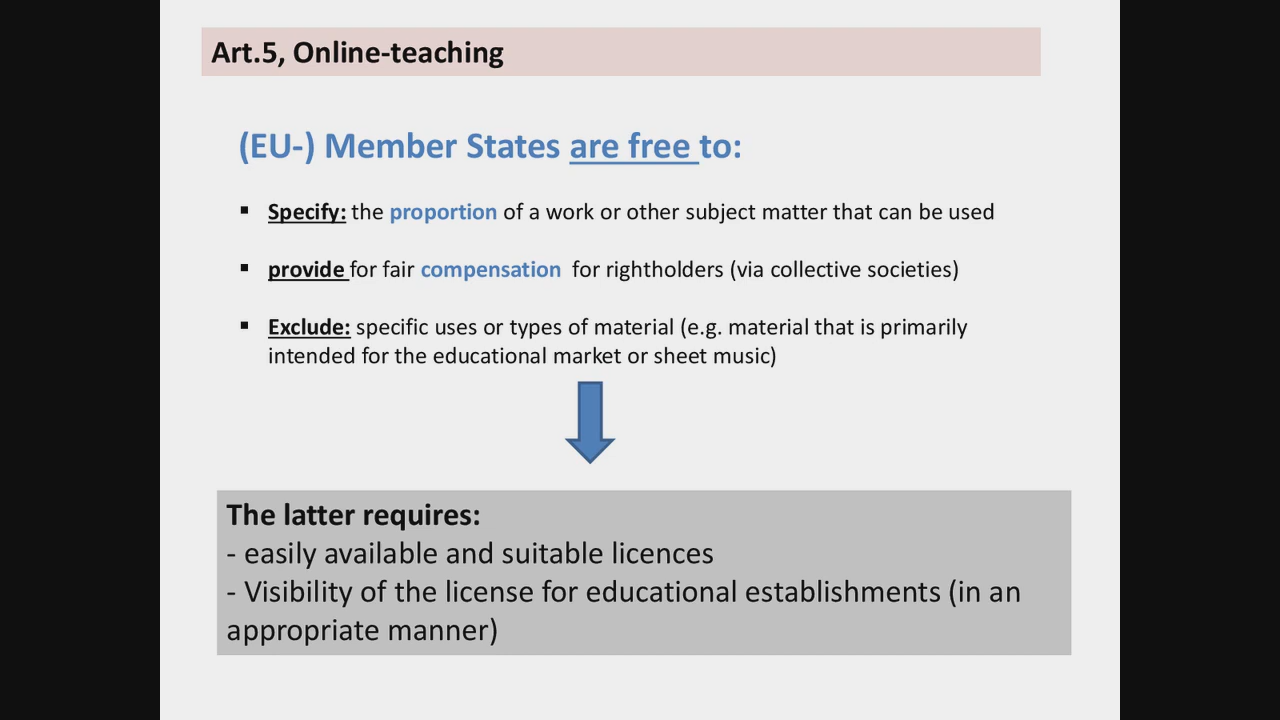 Art.5, Online-teaching
(EU-) Member States are free to:
▪ Specify: the proportion of a work or other subject matter that can be used
▪ provide for fair compensation for rightholders (via collective societies)
▪ Exclude: specific uses or types of material (e.g. material that is primarily
intended for the educational market or sheet music)
The latter requires:
- easily available and suitable licences
- Visibility of the license for educational establishments (in an
appropriate manner)